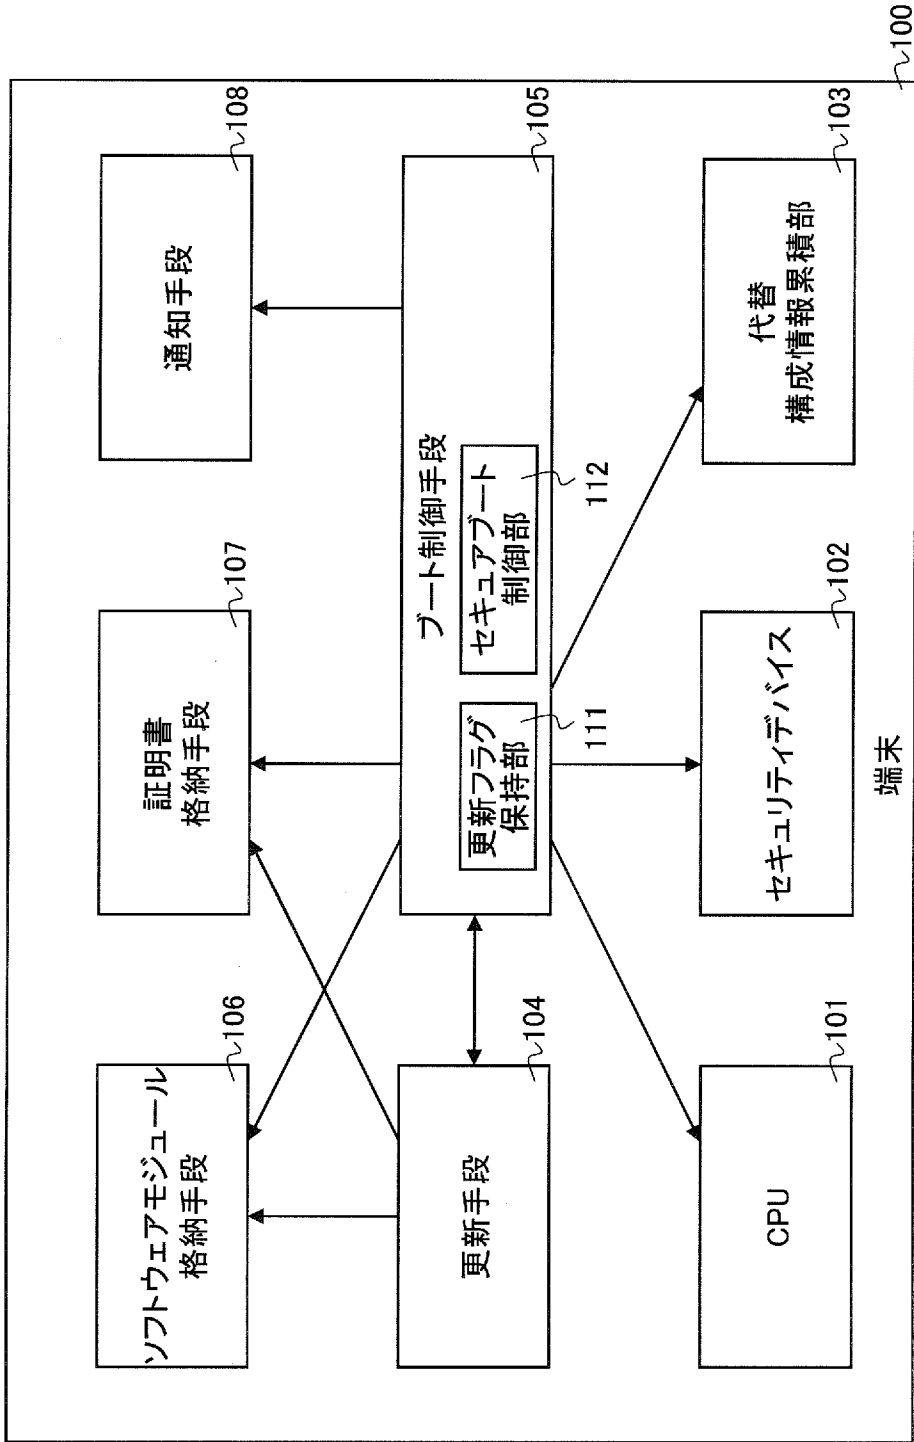 ソフトウェアモジュール
格納手段
106
証明書
格納手段
107
通知手段
108
更新手段
104
ブート制御手段
105
更新フラグ
保持部
111
セキュアブート
制御部
112
CPU
101
セキュリティデバイス
102
代替
構成情報累積部
103
端末
100